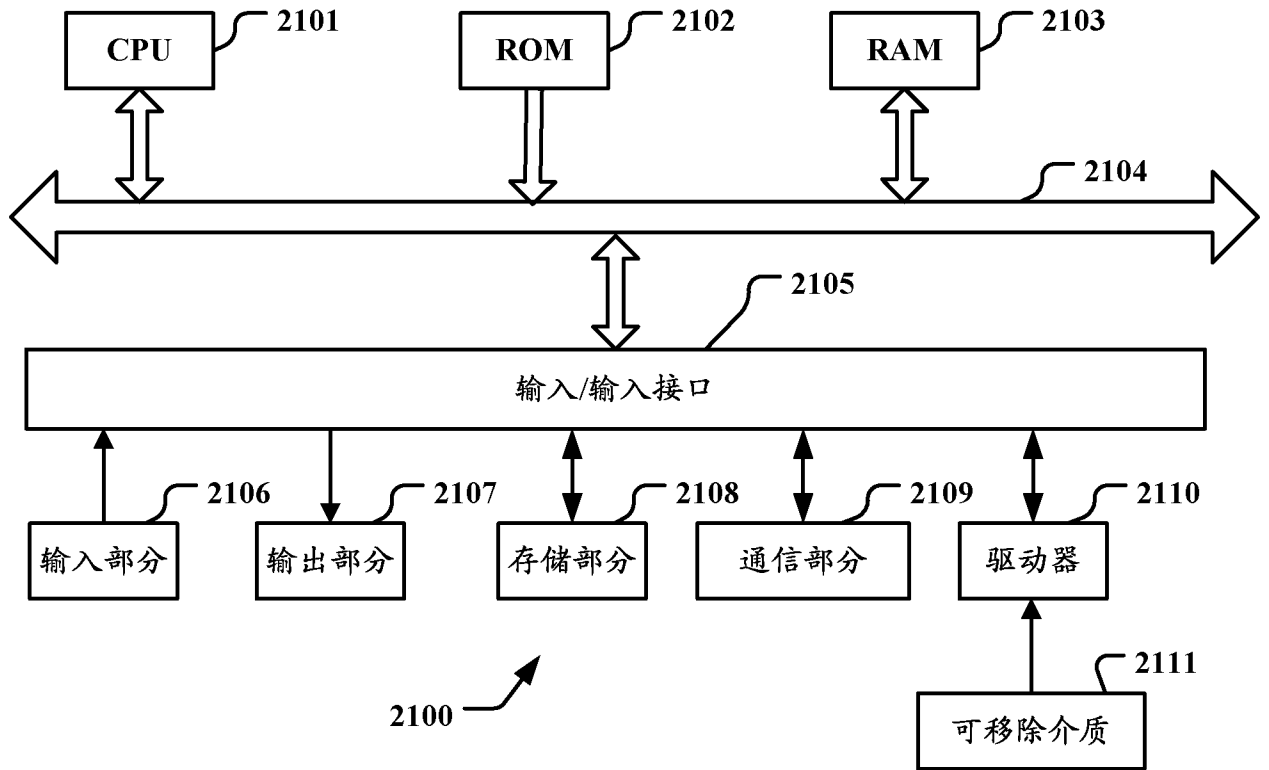 CPU
2101
ROM
2102
RAM
2103
2104
2105
输入/输入接口
2106
2107
2108
2109
2110
输入部分
输出部分
存储部分
通信部分
驱动器
2111
2100
可移除介质